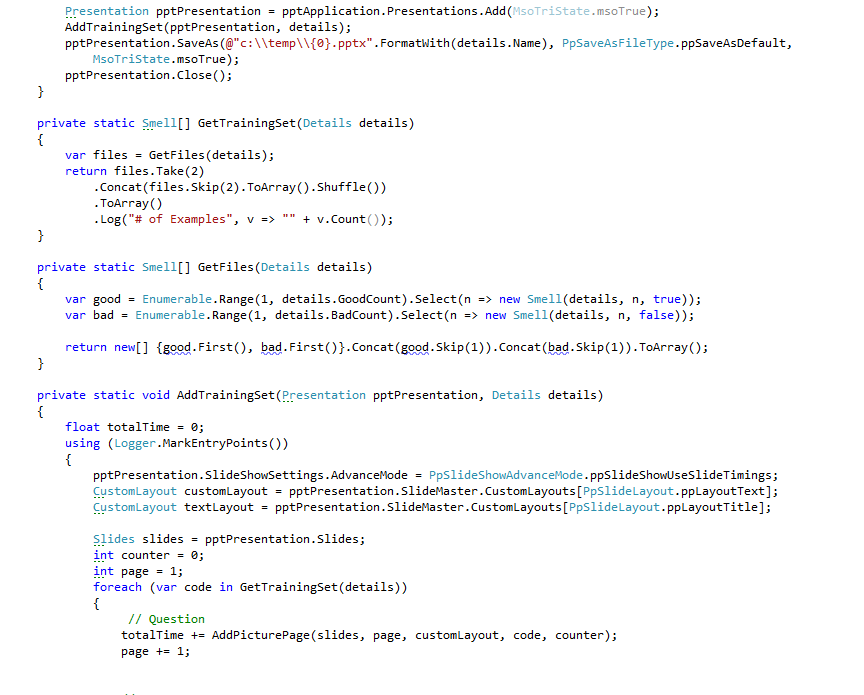 Presentation pptPresentation = pptApplication.Presentations.Add(MsoTriState.msoTrue);
AddTrainingSet(pptPresentation, details);
pptPresentation.SaveAs(@"c:\\temp\\{0}.pptx".FormatWith(details.Name), PpSaveAsFileType.ppSaveAsDefault,
MsoTriState.msoTrue);
pptPresentation.Close();
}
private static Smell[] GetTrainingSet(Details details)
{
var files = GetFiles(details);
return files.Take(2)
.Concat(files.Skip(2).ToArray().Shuffle())
.ToArray()
.Log("# of Examples", v => "" + v.Count());
}
private static Smell[] GetFiles(Details details)
{
var good = Enumerable.Range(1, details.GoodCount).Select(n => new Smell(details, n, true));
var bad = Enumerable.Range(1, details.BadCount).Select(n => new Smell(details, n, false));
return new[] {good.First(), bad.First()}.Concat(good.Skip(1)).Concat(bad.Skip(1)).ToArray();
}
private static void AddTrainingSet(Presentation pptPresentation, Details details)
{
float totalTime = 0;
using (Logger.MarkEntryPoints())
{
pptPresentation.SlideShowSettings.AdvanceMode = PpSlideShowAdvanceMode.ppSlideShowUseSlideTimings;
CustomLayout customLayout = pptPresentation.SlideMaster.CustomLayouts[PpSlideLayout.ppLayoutText];
CustomLayout textLayout = pptPresentation.SlideMaster.CustomLayouts[PpSlideLayout.ppLayoutTitle];
Slides slides = pptPresentation.Slides;
int counter = 0;
int page = 1;
foreach (var code in GetTrainingSet(details))
{
// Question
totalTime += AddPicturePage(slides, page, customLayout, code, counter);
page += 1;